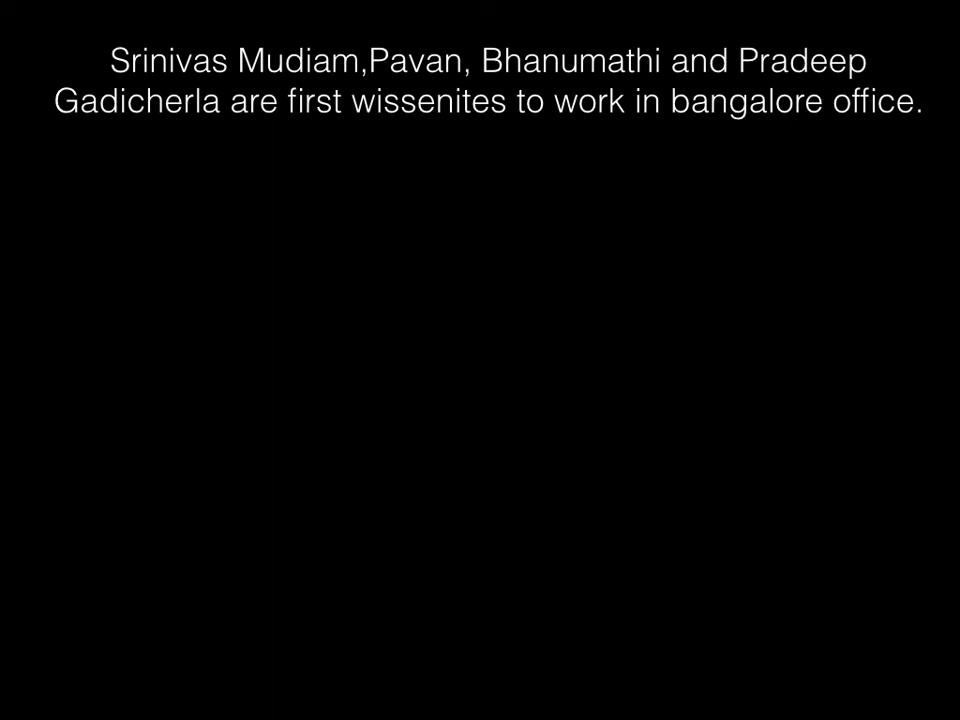 Srinivas Mudiam,Pavan, Bhanumathi and Pradeep
Gadicherla are first wissenites to work in bangalore office.